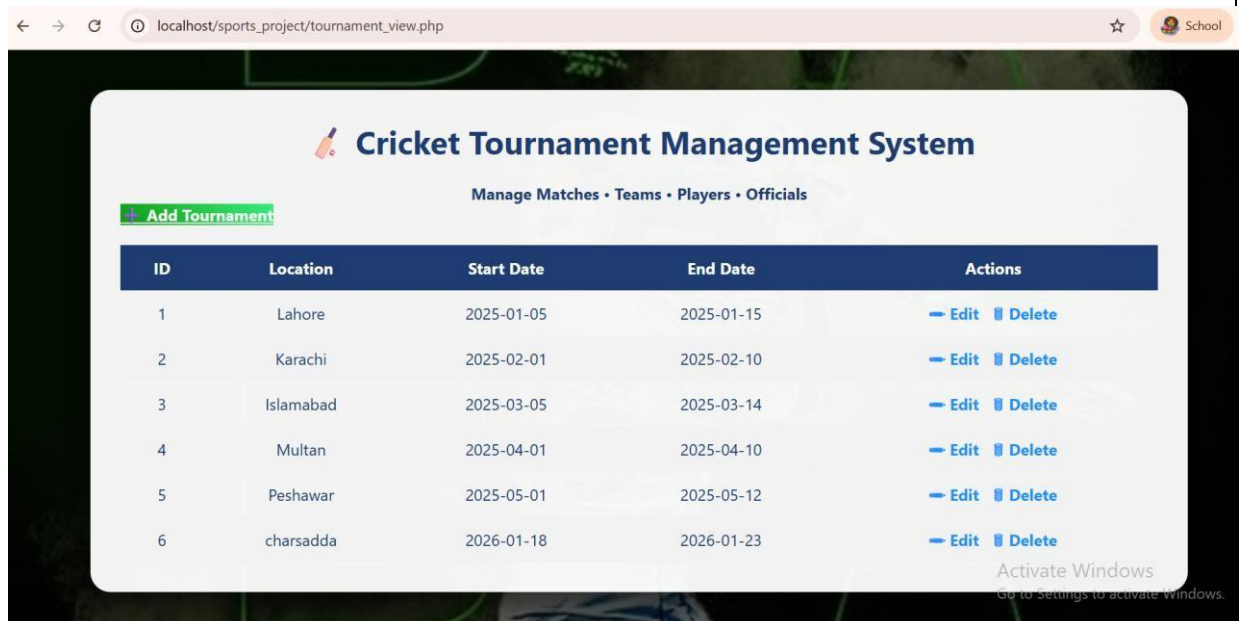 localhost/sports_project/tournament_view.php School
Cricket Tournament Management System
Manage Matches • Teams • Players • Officials
Add Tournament
ID Location Start Date End Date Actions
1 Lahore 2025-01-05 2025-01-15 Edit Delete
2 Karachi 2025-02-01 2025-02-10 Edit Delete
3 Islamabad 2025-03-05 2025-03-14 Edit Delete
4 Multan 2025-04-01 2025-04-10 Edit Delete
5 Peshawar 2025-05-01 2025-05-12 Edit Delete
6 charsadda 2026-01-18 2026-01-23 Edit Delete
Activate Windows
Go to Settings to activate Windows.